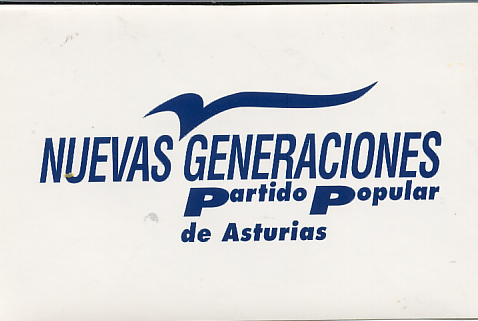 NUEVAS GENERACIONES
Partido Popular
de Asturias